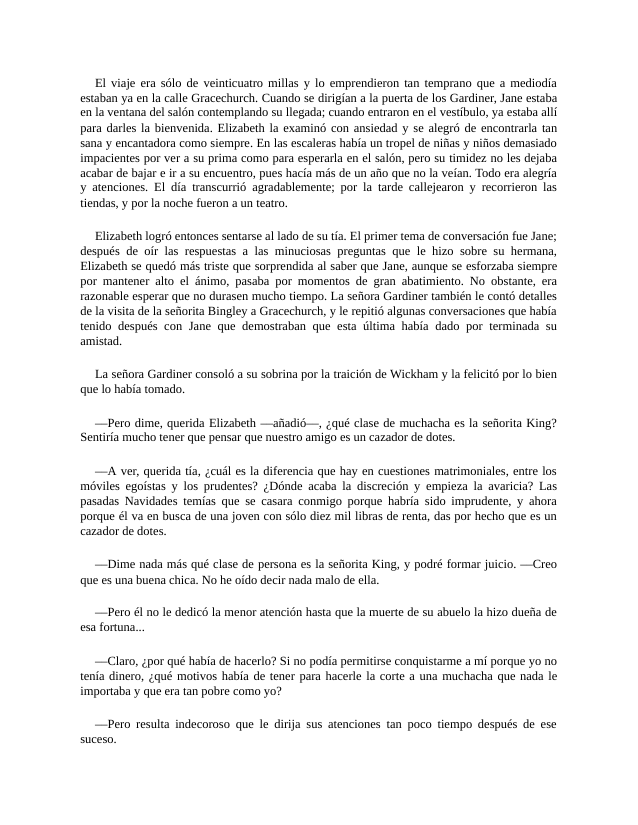 El viaje era sólo de veinticuatro millas y lo emprendieron tan temprano que a mediodía
estaban ya en la calle Gracechurch. Cuando se dirigían a la puerta de los Gardiner, Jane estaba
en la ventana del salón contemplando su llegada; cuando entraron en el vestíbulo, ya estaba allí
para darles la bienvenida. Elizabeth la examinó con ansiedad y se alegró de encontrarla tan
sana y encantadora como siempre. En las escaleras había un tropel de niñas y niños demasiado
impacientes por ver a su prima como para esperarla en el salón, pero su timidez no les dejaba
acabar de bajar e ir a su encuentro, pues hacía más de un año que no la veían. Todo era alegría
y atenciones. El día transcurrió agradablemente; por la tarde callejearon y recorrieron las
tiendas, y por la noche fueron a un teatro.
Elizabeth logró entonces sentarse al lado de su tía. El primer tema de conversación fue Jane;
después de oír las respuestas a las minuciosas preguntas que le hizo sobre su hermana,
Elizabeth se quedó más triste que sorprendida al saber que Jane, aunque se esforzaba siempre
por mantener alto el ánimo, pasaba por momentos de gran abatimiento. No obstante, era
razonable esperar que no durasen mucho tiempo. La señora Gardiner también le contó detalles
de la visita de la señorita Bingley a Gracechurch, y le repitió algunas conversaciones que había
tenido después con Jane que demostraban que esta última había dado por terminada su
amistad.
La señora Gardiner consoló a su sobrina por la traición de Wickham y la felicitó por lo bien
que lo había tomado.
—Pero dime, querida Elizabeth —añadió—, ¿qué clase de muchacha es la señorita King?
Sentiría mucho tener que pensar que nuestro amigo es un cazador de dotes.
—A ver, querida tía, ¿cuál es la diferencia que hay en cuestiones matrimoniales, entre los
móviles egoístas y los prudentes? ¿Dónde acaba la discreción y empieza la avaricia? Las
pasadas Navidades temías que se casara conmigo porque habría sido imprudente, y ahora
porque él va en busca de una joven con sólo diez mil libras de renta, das por hecho que es un
cazador de dotes.
—Dime nada más qué clase de persona es la señorita King, y podré formar juicio. —Creo
que es una buena chica. No he oído decir nada malo de ella.
—Pero él no le dedicó la menor atención hasta que la muerte de su abuelo la hizo dueña de
esa fortuna...
—Claro, ¿por qué había de hacerlo? Si no podía permitirse conquistarme a mí porque yo no
tenía dinero, ¿qué motivos había de tener para hacerle la corte a una muchacha que nada le
importaba y que era tan pobre como yo?
—Pero resulta indecoroso que le dirija sus atenciones tan poco tiempo después de ese
suceso.